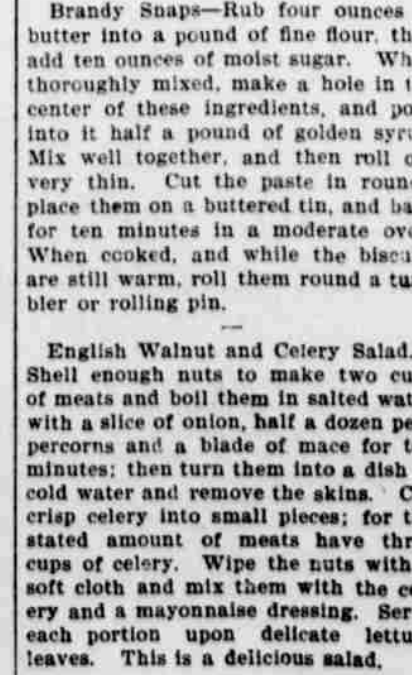 Brandy Snaps—Rub four ounces
butter into a pound of fine flour, th
add ten ounces of moist sugar. Wh
thoroughly mixed, make a hole in t
center of these ingredients, and po
into it half a pound of golden syru
Mix well together, and then roll o
very thin. Cut the paste in roun
place them on a buttered tin, and ba
for ten minutes in a moderate ove
When cooked, and while the biscu
are still warm, roll them round a tu
bler or rolling pin.
English Walnut and Celery Salad.
Shell enough nuts to make two cu
of meats and boil them in salted wat
with a slice of onion, half a dozen pe
percorns and a blade of mace for t
minutes; then turn them into a dish
cold water and remove the skins. C
crisp celery into small pieces; for t
stated amount of meats have thr
cups of celery. Wipe the nuts with
soft cloth and mix them with the ce
ery and a mayonnaise dressing. Ser
each portion upon delicate lettu
leaves. This is a delicious salad.